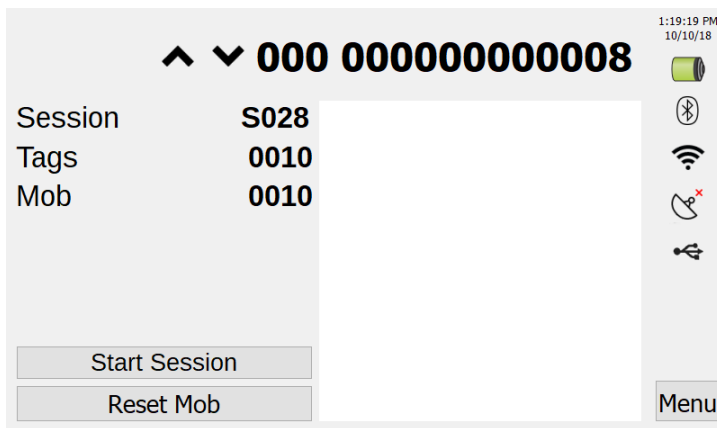 1:19:19 PM
10/10/18
000 000000000008
Session S028
Tags 0010
Mob 0010
Start Session
Reset Mob
Menu